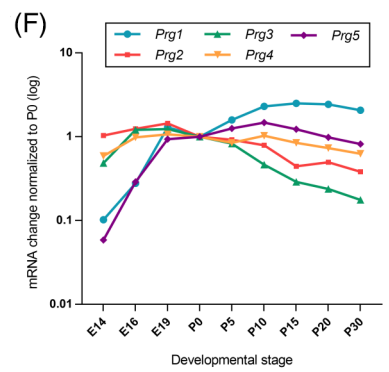 (F)
Prg1 Prg3 Prg5
Prg2 Prg4
mRNA change normalized to P0 (log)
10
1
0.1
0.01
E14 E16 E19 P0 P5 P10 P15 P20 P30
Developmental stage